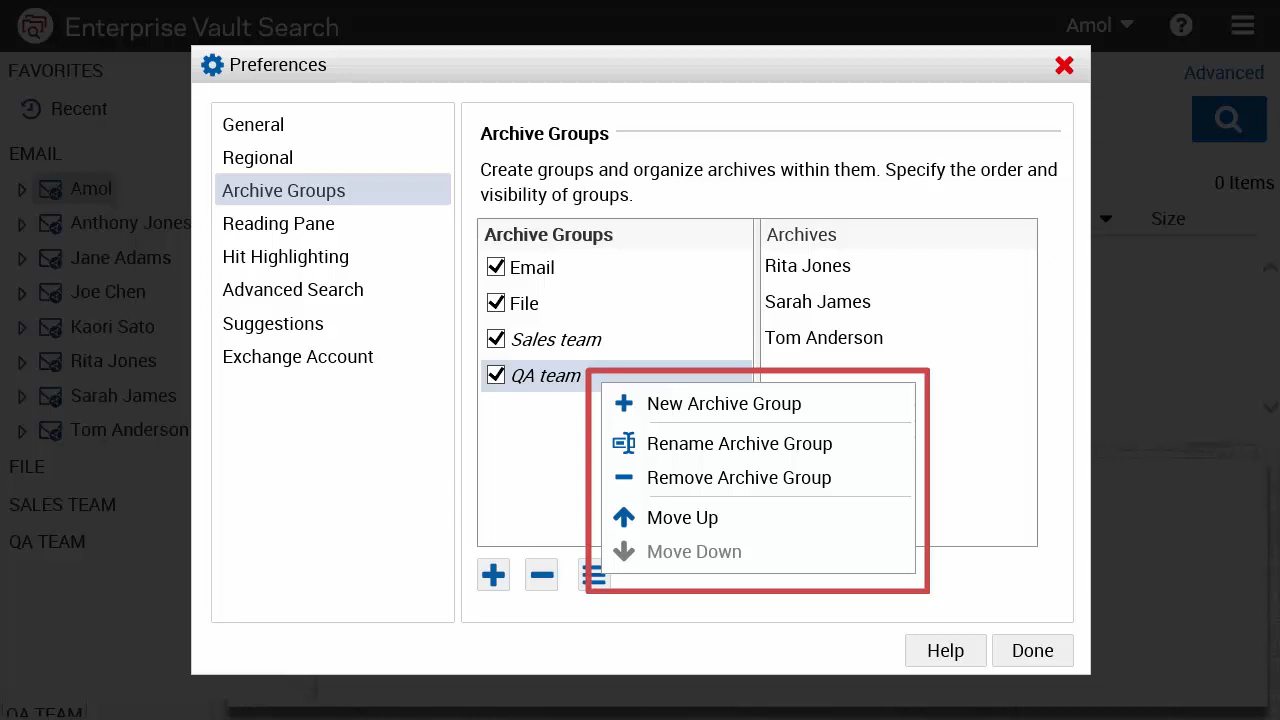 Enterprise Vault Search
Amol
Preferences
FAVORITES
Advanced
Recent
EMAIL
Amol
Anthony Jones
Jane Adams
Joe Chen
Kaori Sato
Rita Jones
Sarah James
Tom Anderson
FILE
SALES TEAM
QA TEAM
QA TEAM
0 Items
Size
General
Regional
Archive Groups
Reading Pane
Hit Highlighting
Advanced Search
Suggestions
Exchange Account
Archive Groups
Create groups and organize archives within them. Specify the order and
visibility of groups.
Archive Groups
Archives
Email
Rita Jones
File
Sarah James
Sales team
Tom Anderson
QA team
New Archive Group
Rename Archive Group
Remove Archive Group
Move Up
Move Down
Help
Done